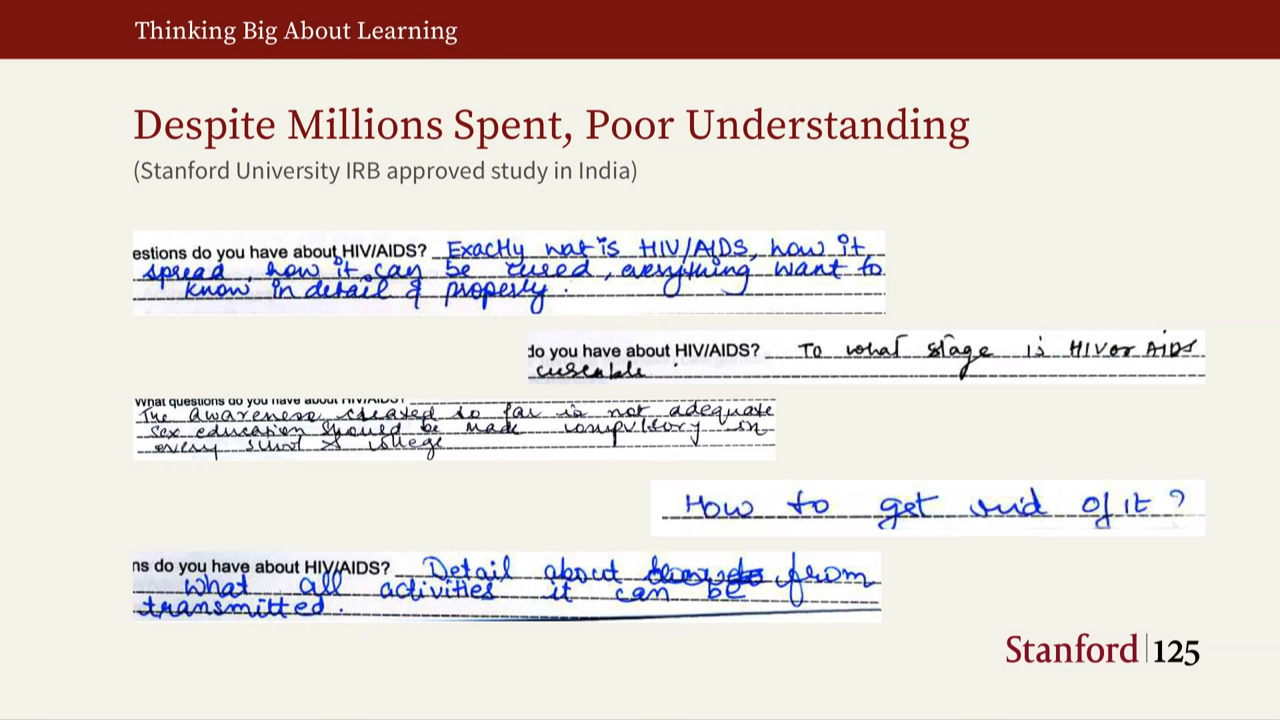 Thinking Big About Learning
Despite Millions Spent, Poor Understanding
(Stanford University IRB approved study in India)
estions do you have about HIV/AIDS? Exactly wat is HIV/AIDS, how it
spread, how it can be cured, everything want to
know in detail & properly.
do you have about HIV/AIDS? To what stage is HIV or AIDS
cureable.
What questions do you have about HIV/AIDS?
The awareness created so far is not adequate
sex education should be made compulsory in
every school & college
How to get rid of it?
ns do you have about HIV/AIDS? Detail about from
what all activities it can be
transmitted.
Stanford 125